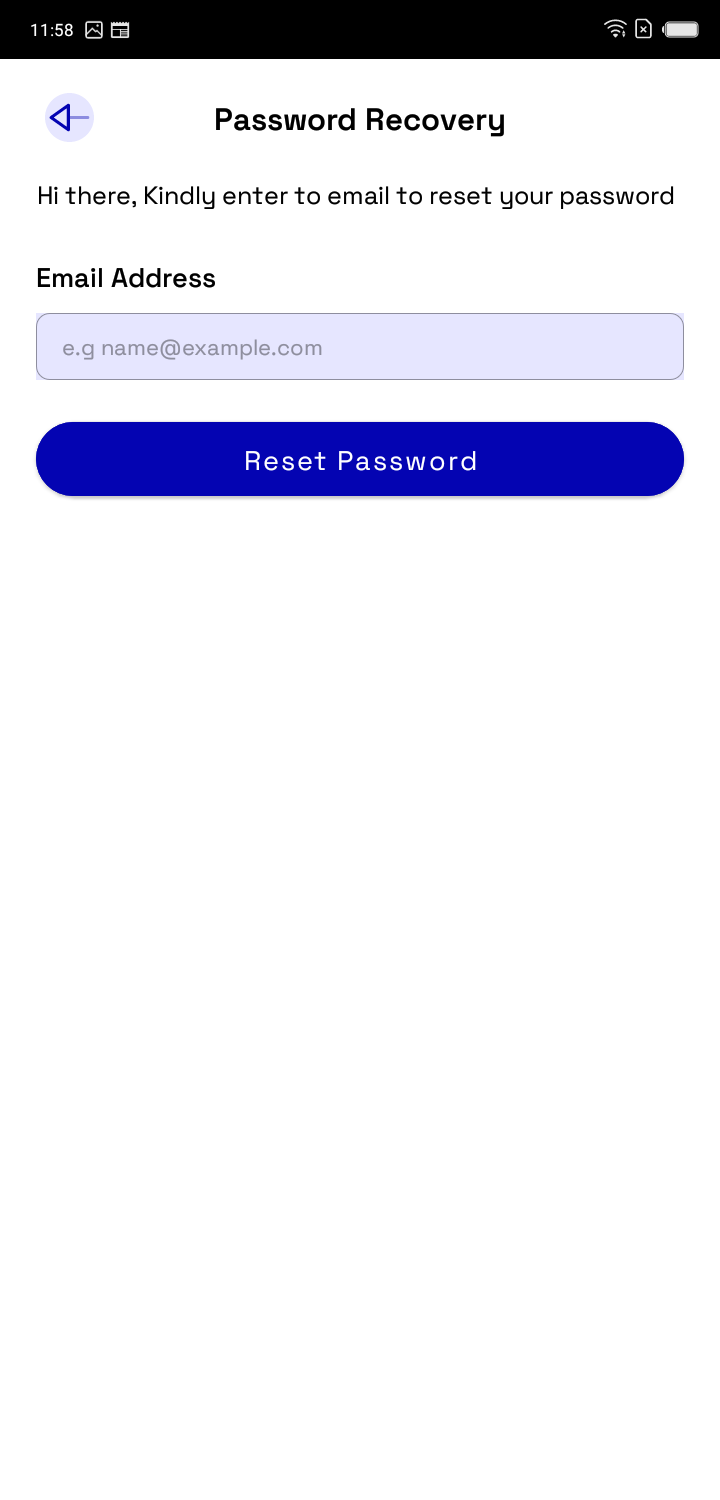 11:58
Password Recovery
Hi there, Kindly enter to email to reset your password
Email Address
e.g name@example.com
Reset Password